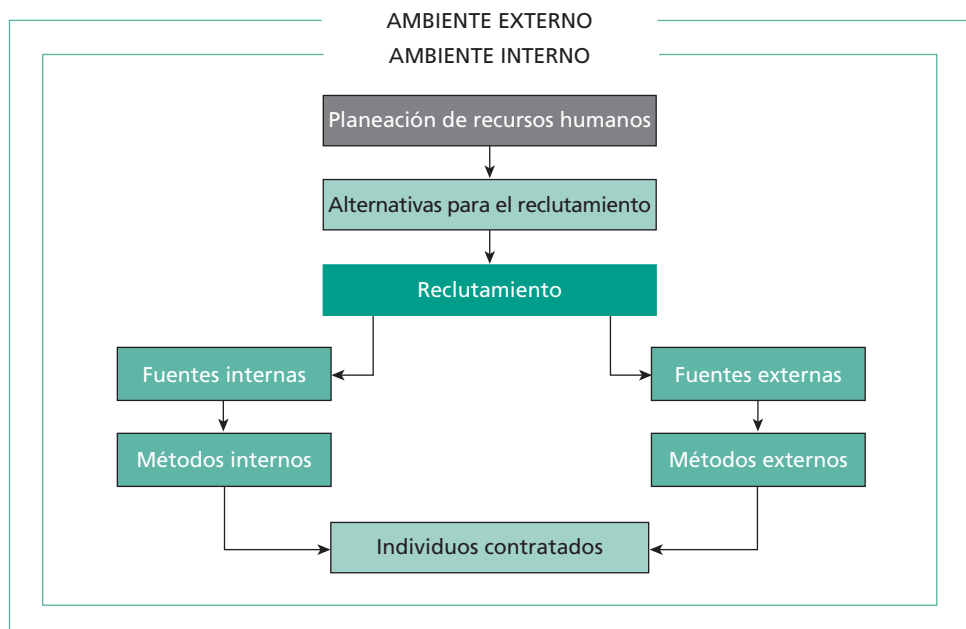 AMBIENTE EXTERNO
AMBIENTE INTERNO
Planeación de recursos humanos
Alternativas para el reclutamiento
Reclutamiento
Fuentes internas
Fuentes externas
Métodos internos
Métodos externos
Individuos contratados